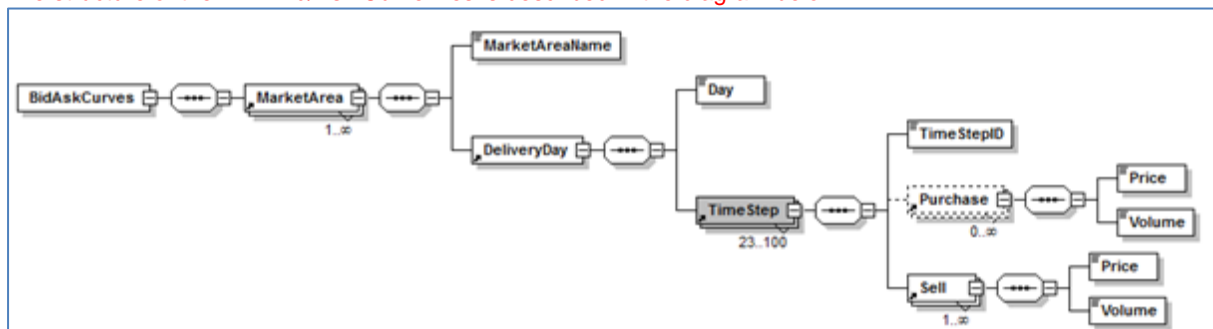 BidAskCurves
MarketArea
1..∞
MarketAreaName
DeliveryDay
Day
TimeStep
23..100
TimeStepID
Purchase
0..∞
Price
Volume
Sell
1..∞
Price
Volume